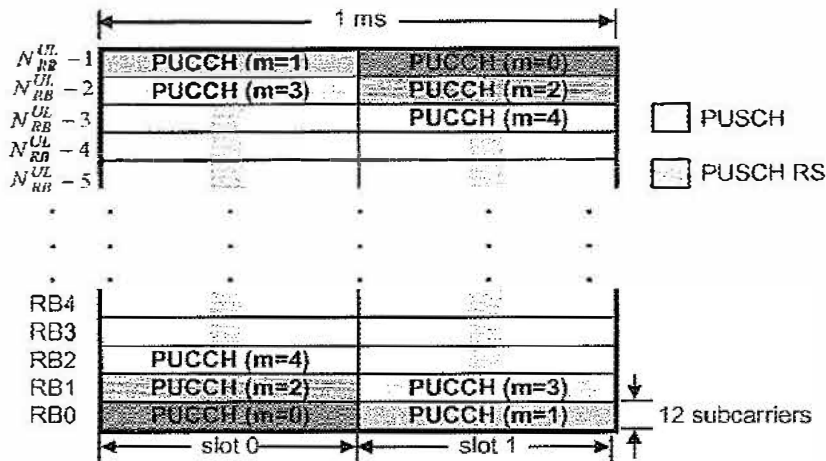 1 ms
N_RB^UL – 1 PUCCH (m=1) PUCCH (m=0)
N_RB^UL – 2 PUCCH (m=3) PUCCH (m=2)
N_RB^UL – 3 PUCCH (m=4)
N_RB^UL – 4
N_RB^UL – 5
PUSCH
PUSCH RS
RB4
RB3
RB2 PUCCH (m=4)
RB1 PUCCH (m=2) PUCCH (m=3)
RB0 PUCCH (m=0) PUCCH (m=1)
12 subcarriers
slot 0 slot 1